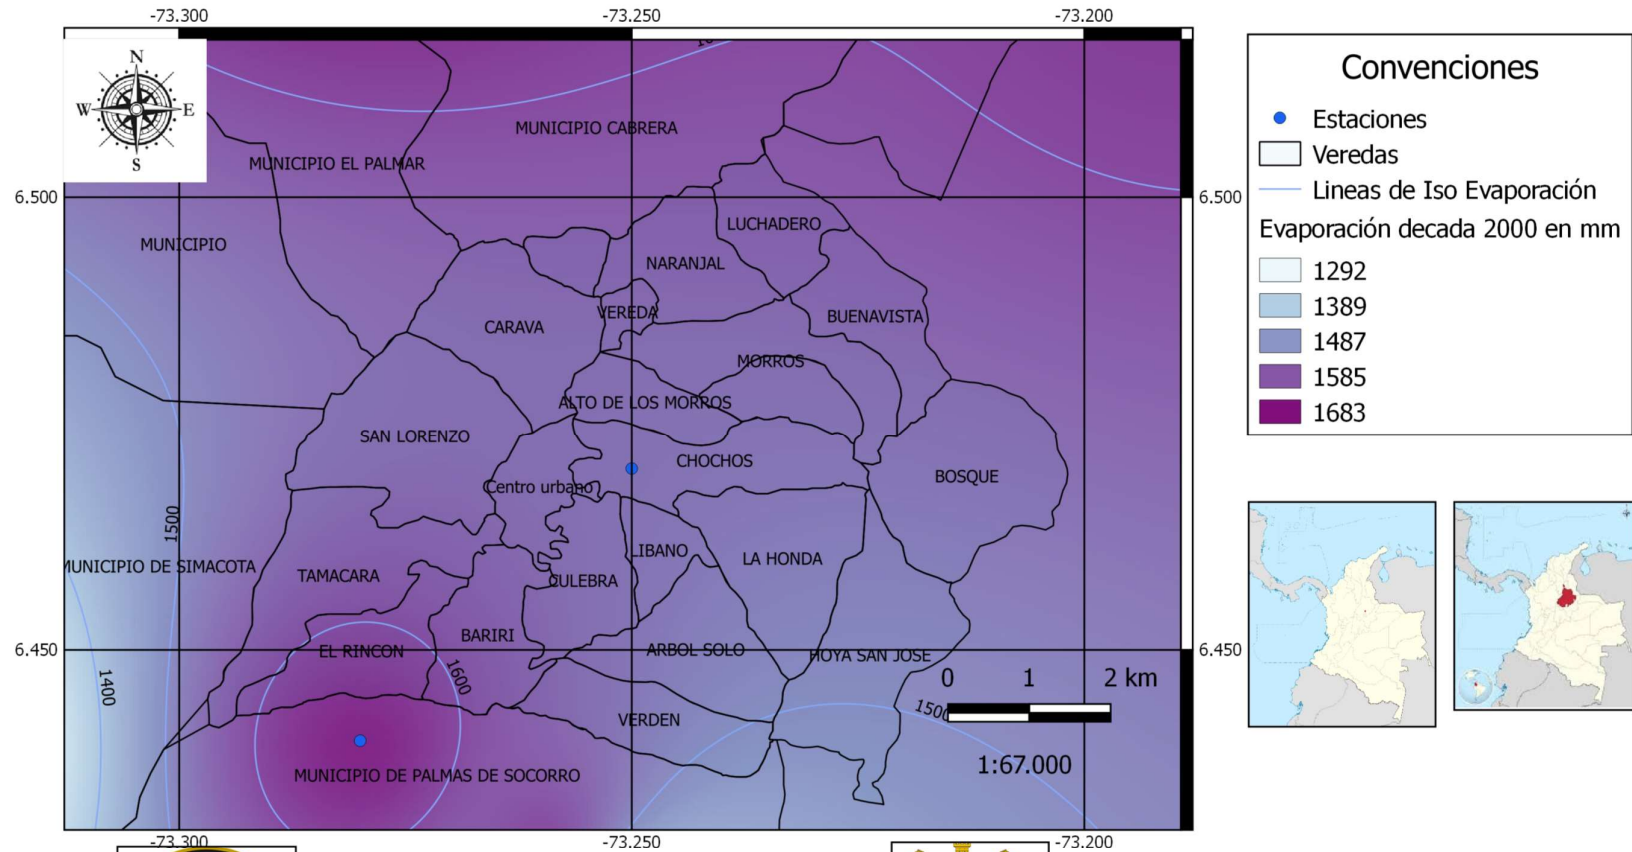 -73.300
-73.250
-73.200
N
W
E
S
MUNICIPIO CABRERA
MUNICIPIO EL PALMAR
6.500
6.500
LUCHADERO
MUNICIPIO
NARANJAL
VEREDA
BUENAVISTA
CARAVA
MORROS
ALTO DE LOS MORROS
SAN LORENZO
CHOCHOS
BOSQUE
Centro urbano
1500
LIBANO
LA HONDA
MUNICIPIO DE SIMACOTA
TAMACARA
CULEBRA
BARIRI
6.450
EL RINCON
ARBOL SOLO
HOYA SAN JOSE
6.450
1400
1600
0 1 2 km
1500
VERDEN
1:67.000
MUNICIPIO DE PALMAS DE SOCORRO
-73.300
-73.250
-73.200
Convenciones
Estaciones
Veredas
Lineas de Iso Evaporación
Evaporación decada 2000 en mm
1292
1389
1487
1585
1683